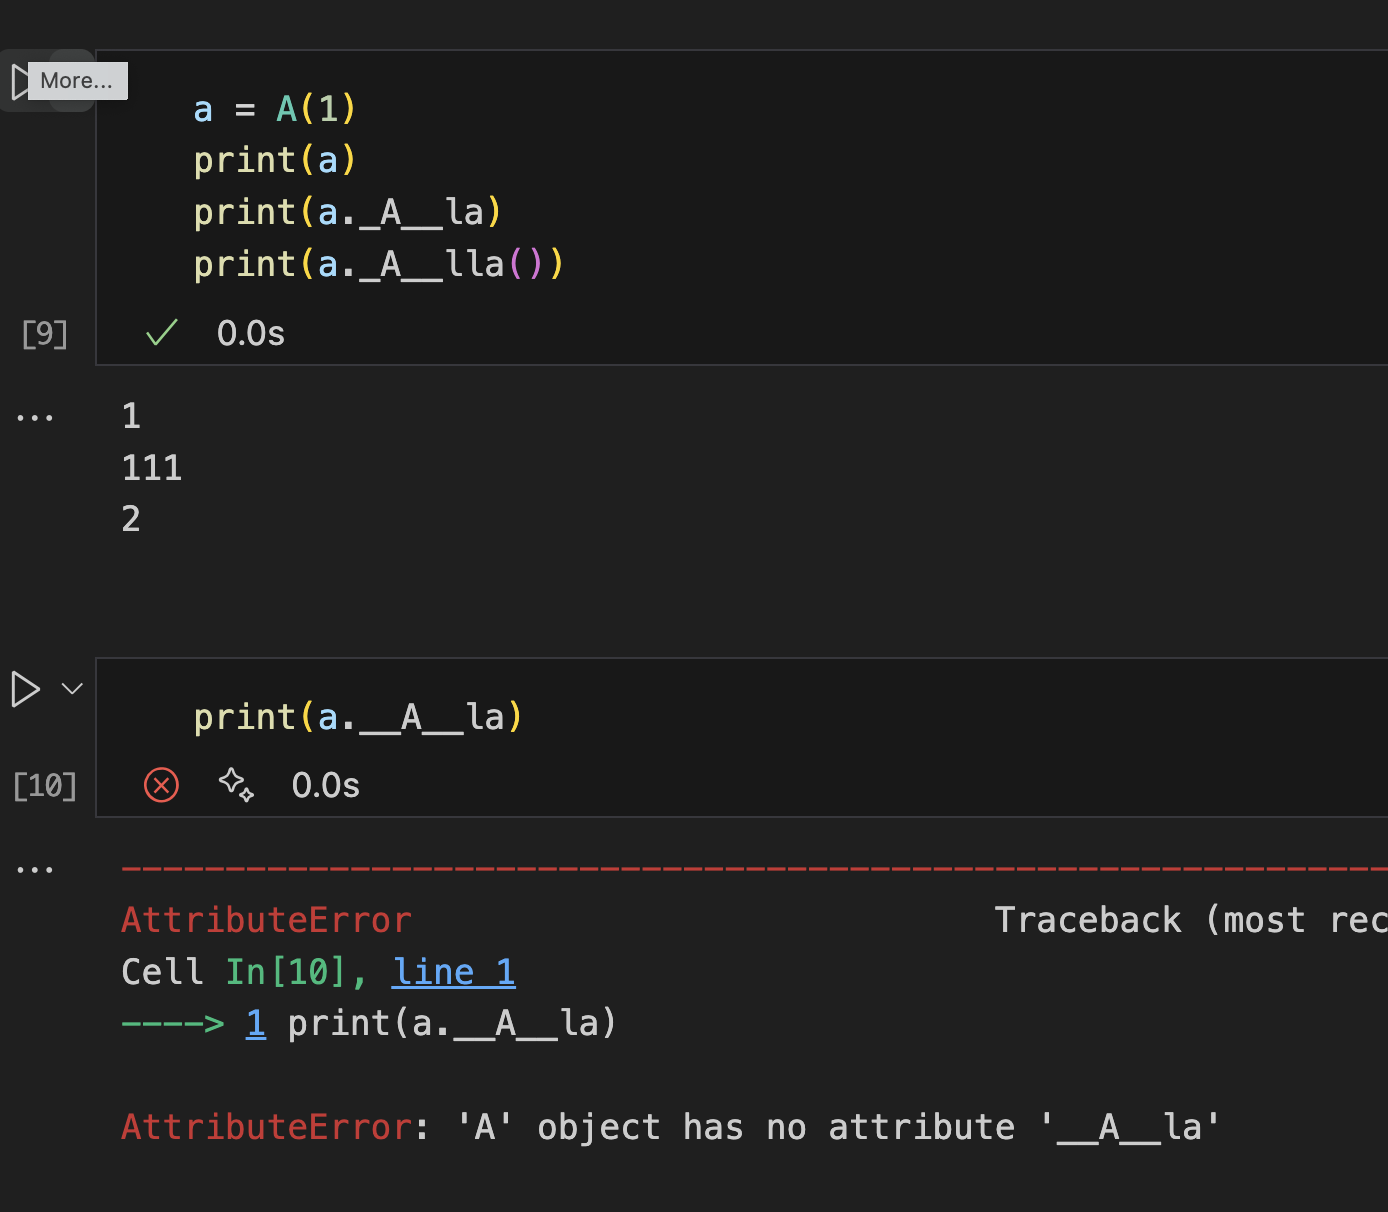 More...
a = A(1)
print(a)
print(a._A__la)
print(a._A__lla())
[9]
0.0s
...
1
111
2
print(a.__A__la)
[10]
0.0s
...
---------------------------------------------------------------
AttributeError Traceback (most rec
Cell In[10], line 1
----> 1 print(a.__A__la)
AttributeError: 'A' object has no attribute '__A__la'